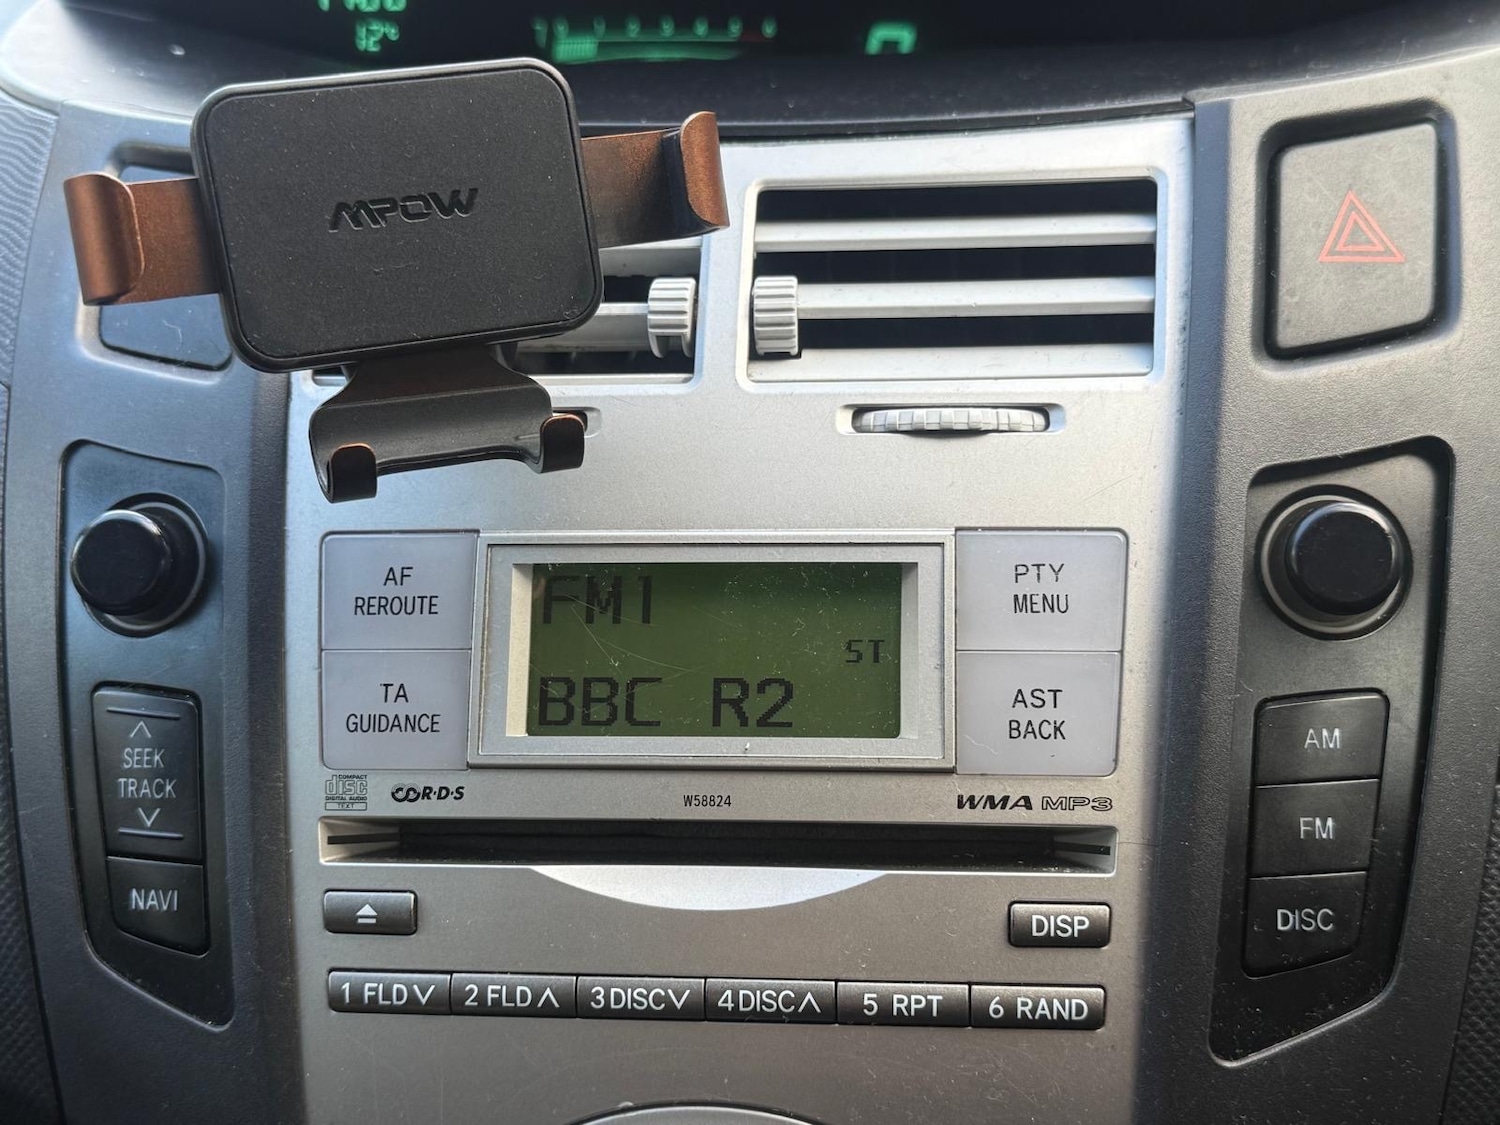 12°
MPOW
AF
REROUTE
TA
GUIDANCE
FM1
ST
BBC R2
PTY
MENU
AST
BACK
SEEK
TRACK
NAVI
COMPACT
disc
DIGITAL AUDIO
TEXT
R·D·S
W58824
WMA MP3
AM
FM
DISC
DISP
1 FLD ∨
2 FLD ∧
3 DISC ∨
4 DISC ∧
5 RPT
6 RAND